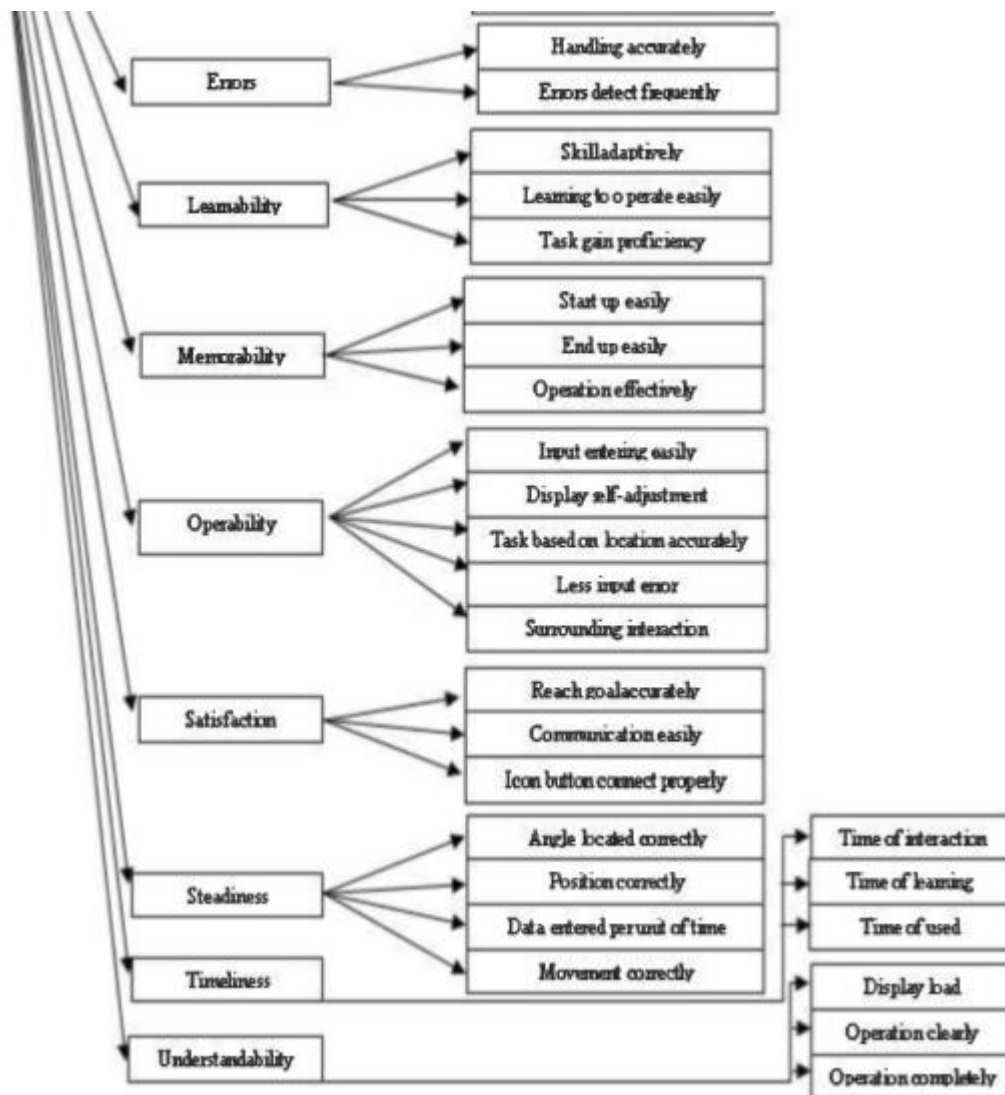 Errors
Handling accurately
Errors detect frequently
Learnability
Skill adaptively
Learning to o perate easily
Task gain proficiency
Memorability
Start up easily
End up easily
Operation effectively
Operability
Input entering easily
Display self-adjustment
Task based on location accurately
Less input error
Surrounding interaction
Satisfaction
Reach goal accurately
Communication easily
Icon button connect properly
Steadiness
Angle located correctly
Position correctly
Data entered per unit of time
Movement correctly
Timeliness
Time of interaction
Time of learning
Time of used
Understandability
Display load
Operation clearly
Operation completely